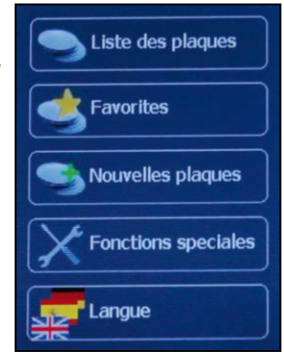 Liste des plaques
Favorites
Nouvelles plaques
Fonctions speciales
Langue